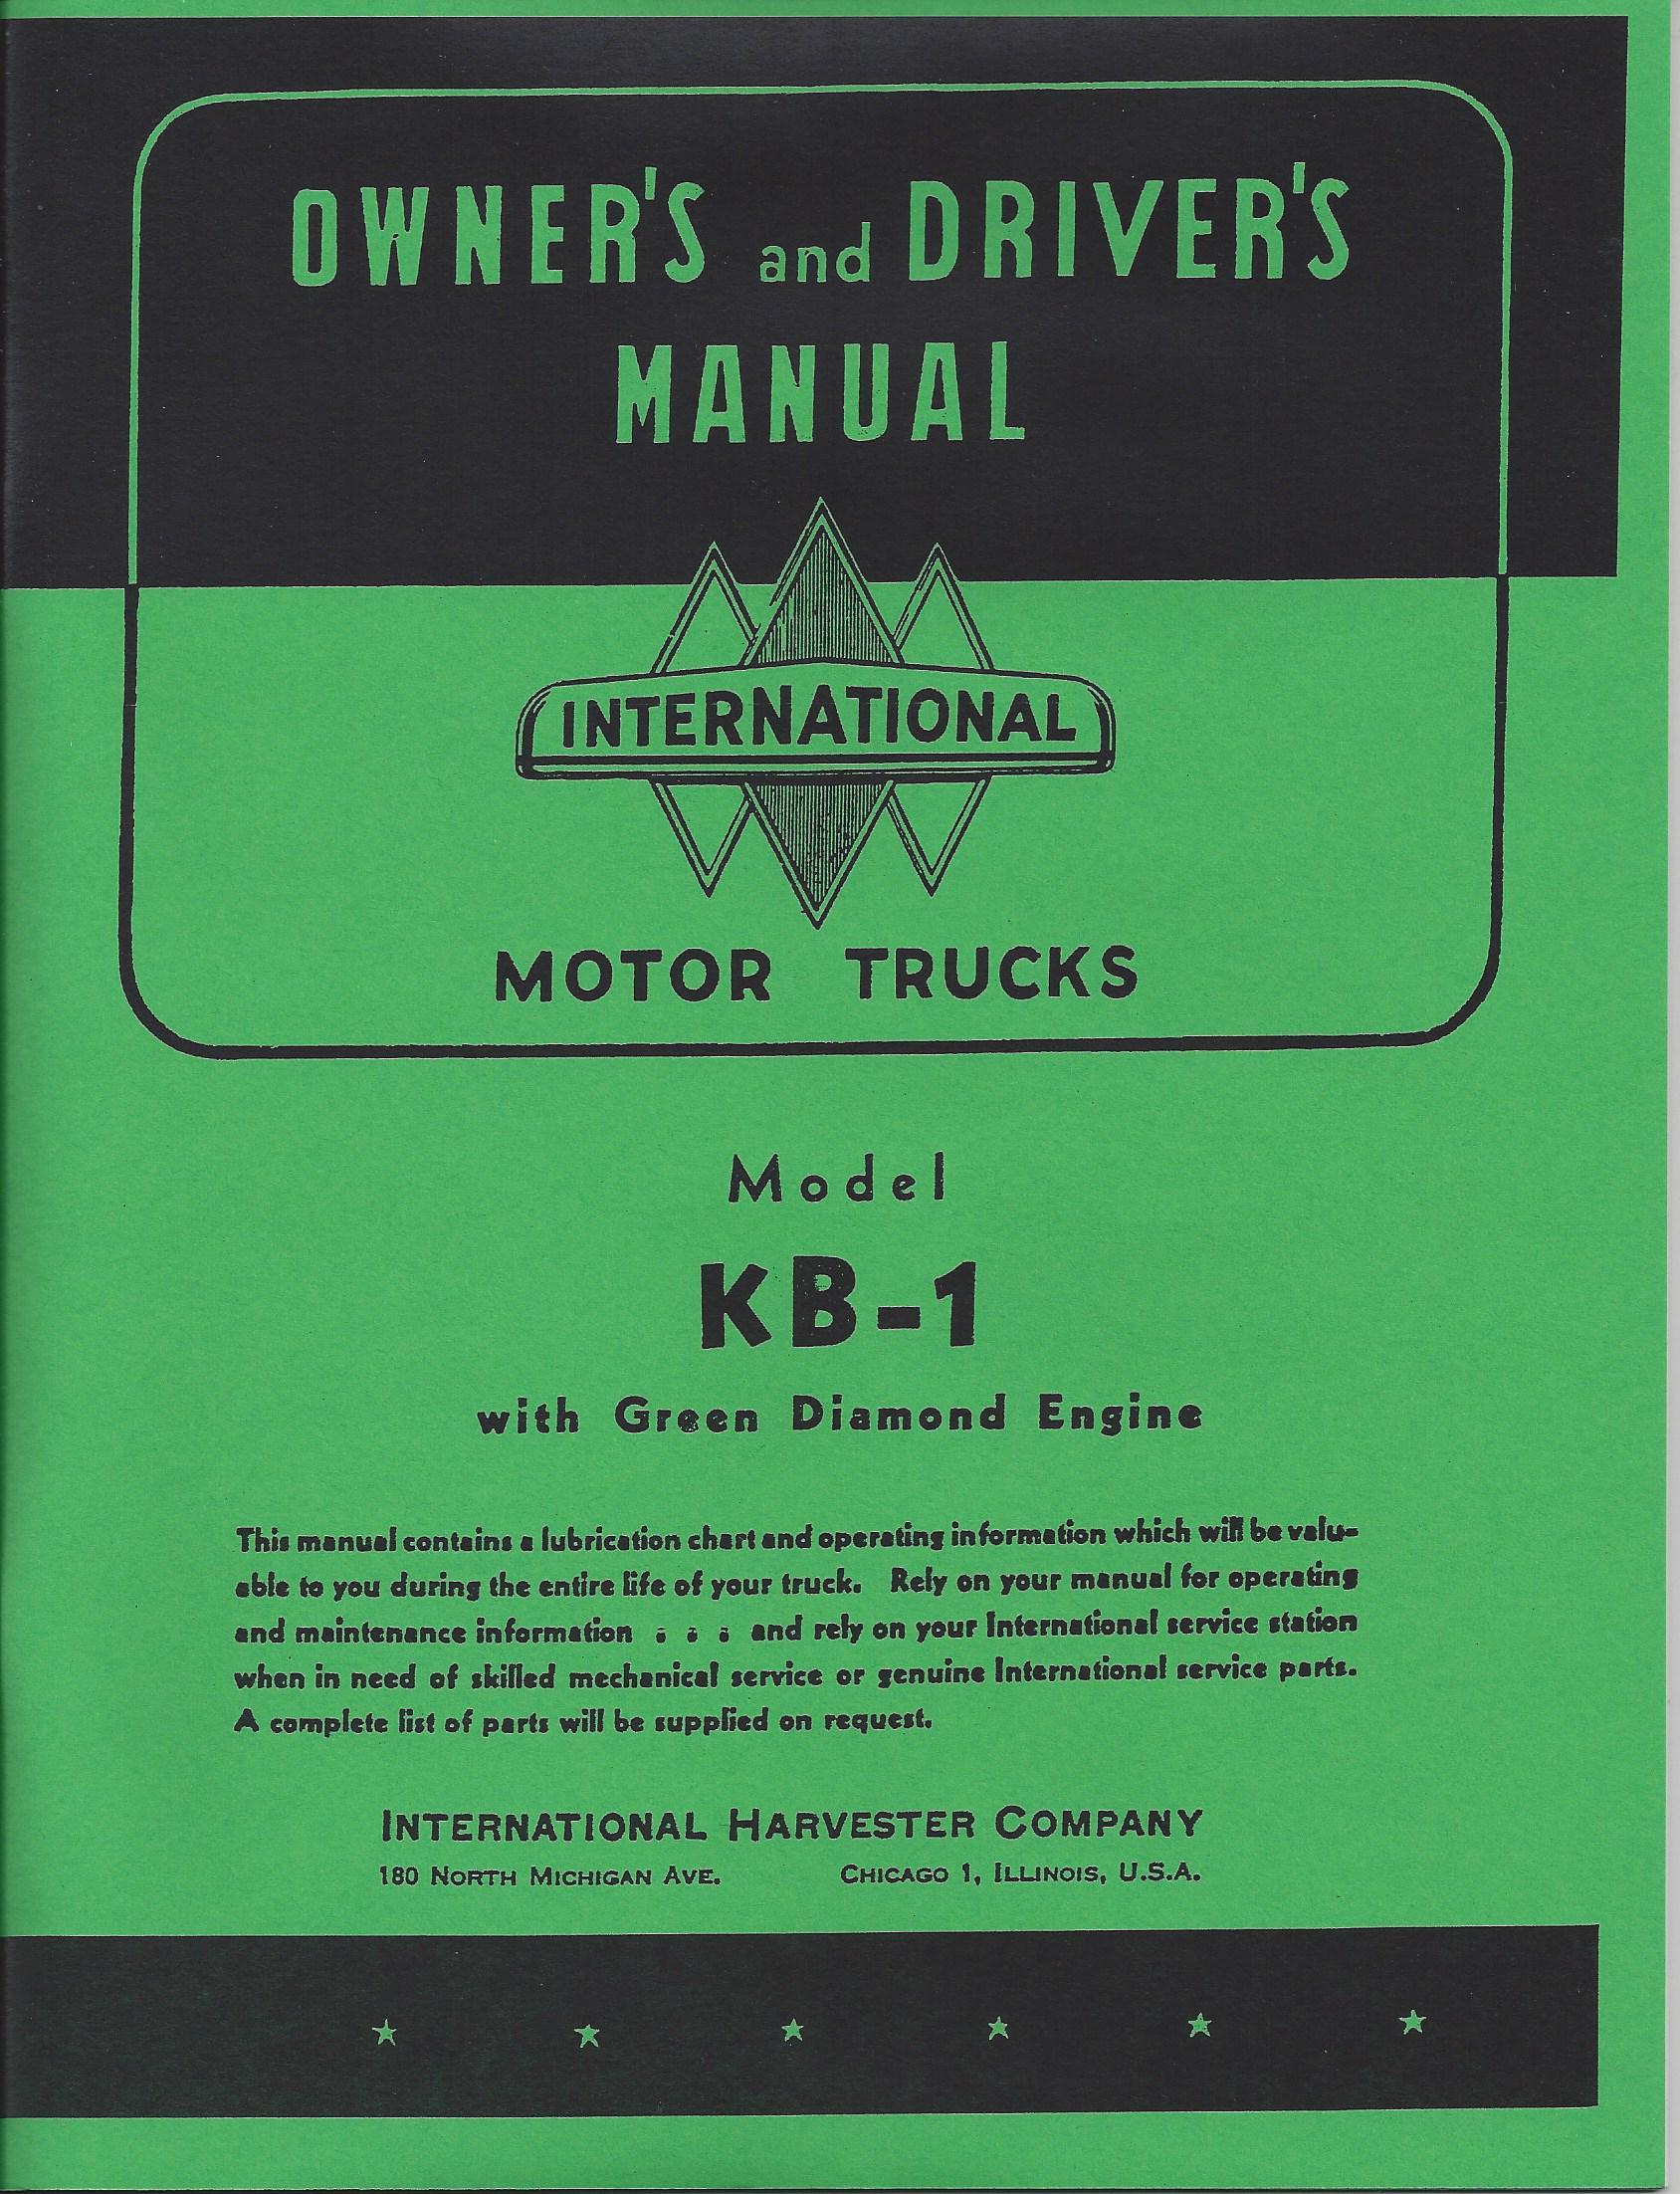 OWNER'S and DRIVER'S
MANUAL
INTERNATIONAL
MOTOR TRUCKS
Model
KB-1
with Green Diamond Engine
This manual contains a lubrication chart and operating information which will be valu-
able to you during the entire life of your truck. Rely on your manual for operating
and maintenance information . . . and rely on your International service station
when in need of skilled mechanical service or genuine International service parts.
A complete list of parts will be supplied on request.
INTERNATIONAL HARVESTER COMPANY
180 NORTH MICHIGAN AVE. CHICAGO 1, ILLINOIS, U.S.A.